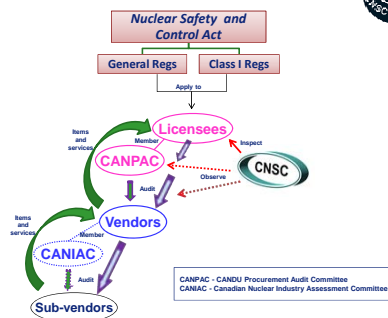 Nuclear Safety and
Control Act
General Regs
Class I Regs
Apply to
Licensees
Items
and
services
Member
Inspect
CANPAC
CNSC
Audit
Observe
Items
and
services
Vendors
Member
CANIAC
Audit
Sub-vendors
CANPAC - CANDU Procurement Audit Committee
CANIAC - Canadian Nuclear Industry Assessment Committee